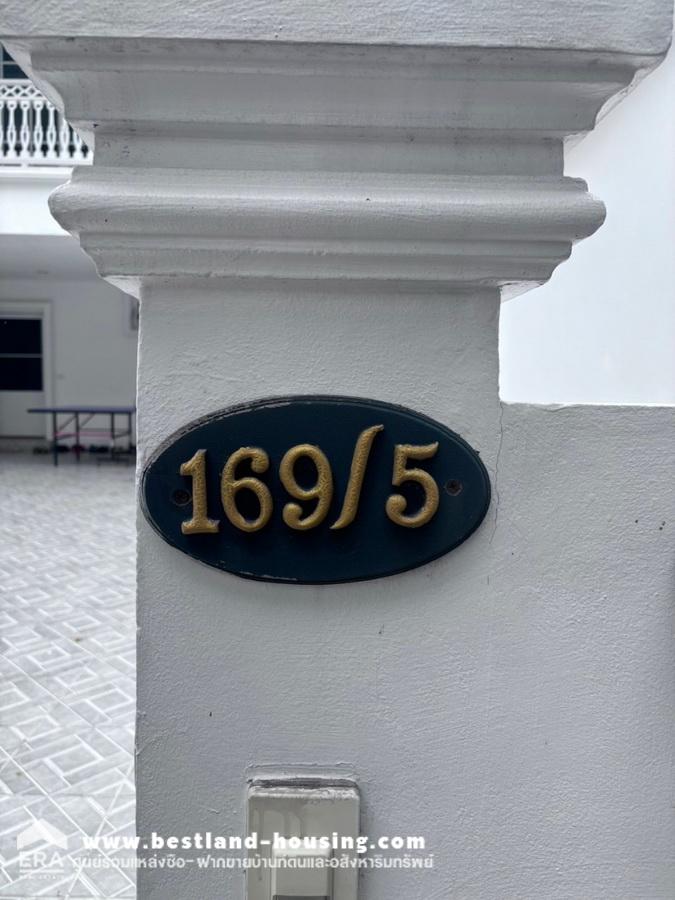 169/5
www.bestland-housing.com
ERA ศูนย์รวมแหล่งซื้อ-ฝากขายบ้านที่ดินและอสังหาริมทรัพย์
REAL ESTATE